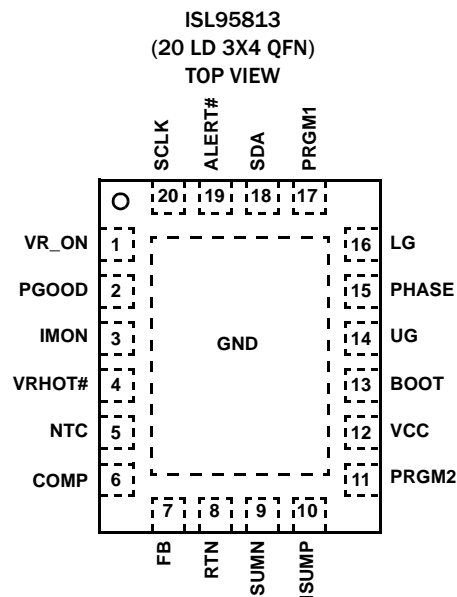 ISL95813
(20 LD 3X4 QFN)
TOP VIEW
SCLK
ALERT#
SDA
PRGM1
20
19
18
17
VR_ON 1
PGOOD 2
IMON 3
VRHOT# 4
NTC 5
COMP 6
GND
16 LG
15 PHASE
14 UG
13 BOOT
12 VCC
11 PRGM2
7
8
9
10
FB
RTN
SUMN
ISUMP